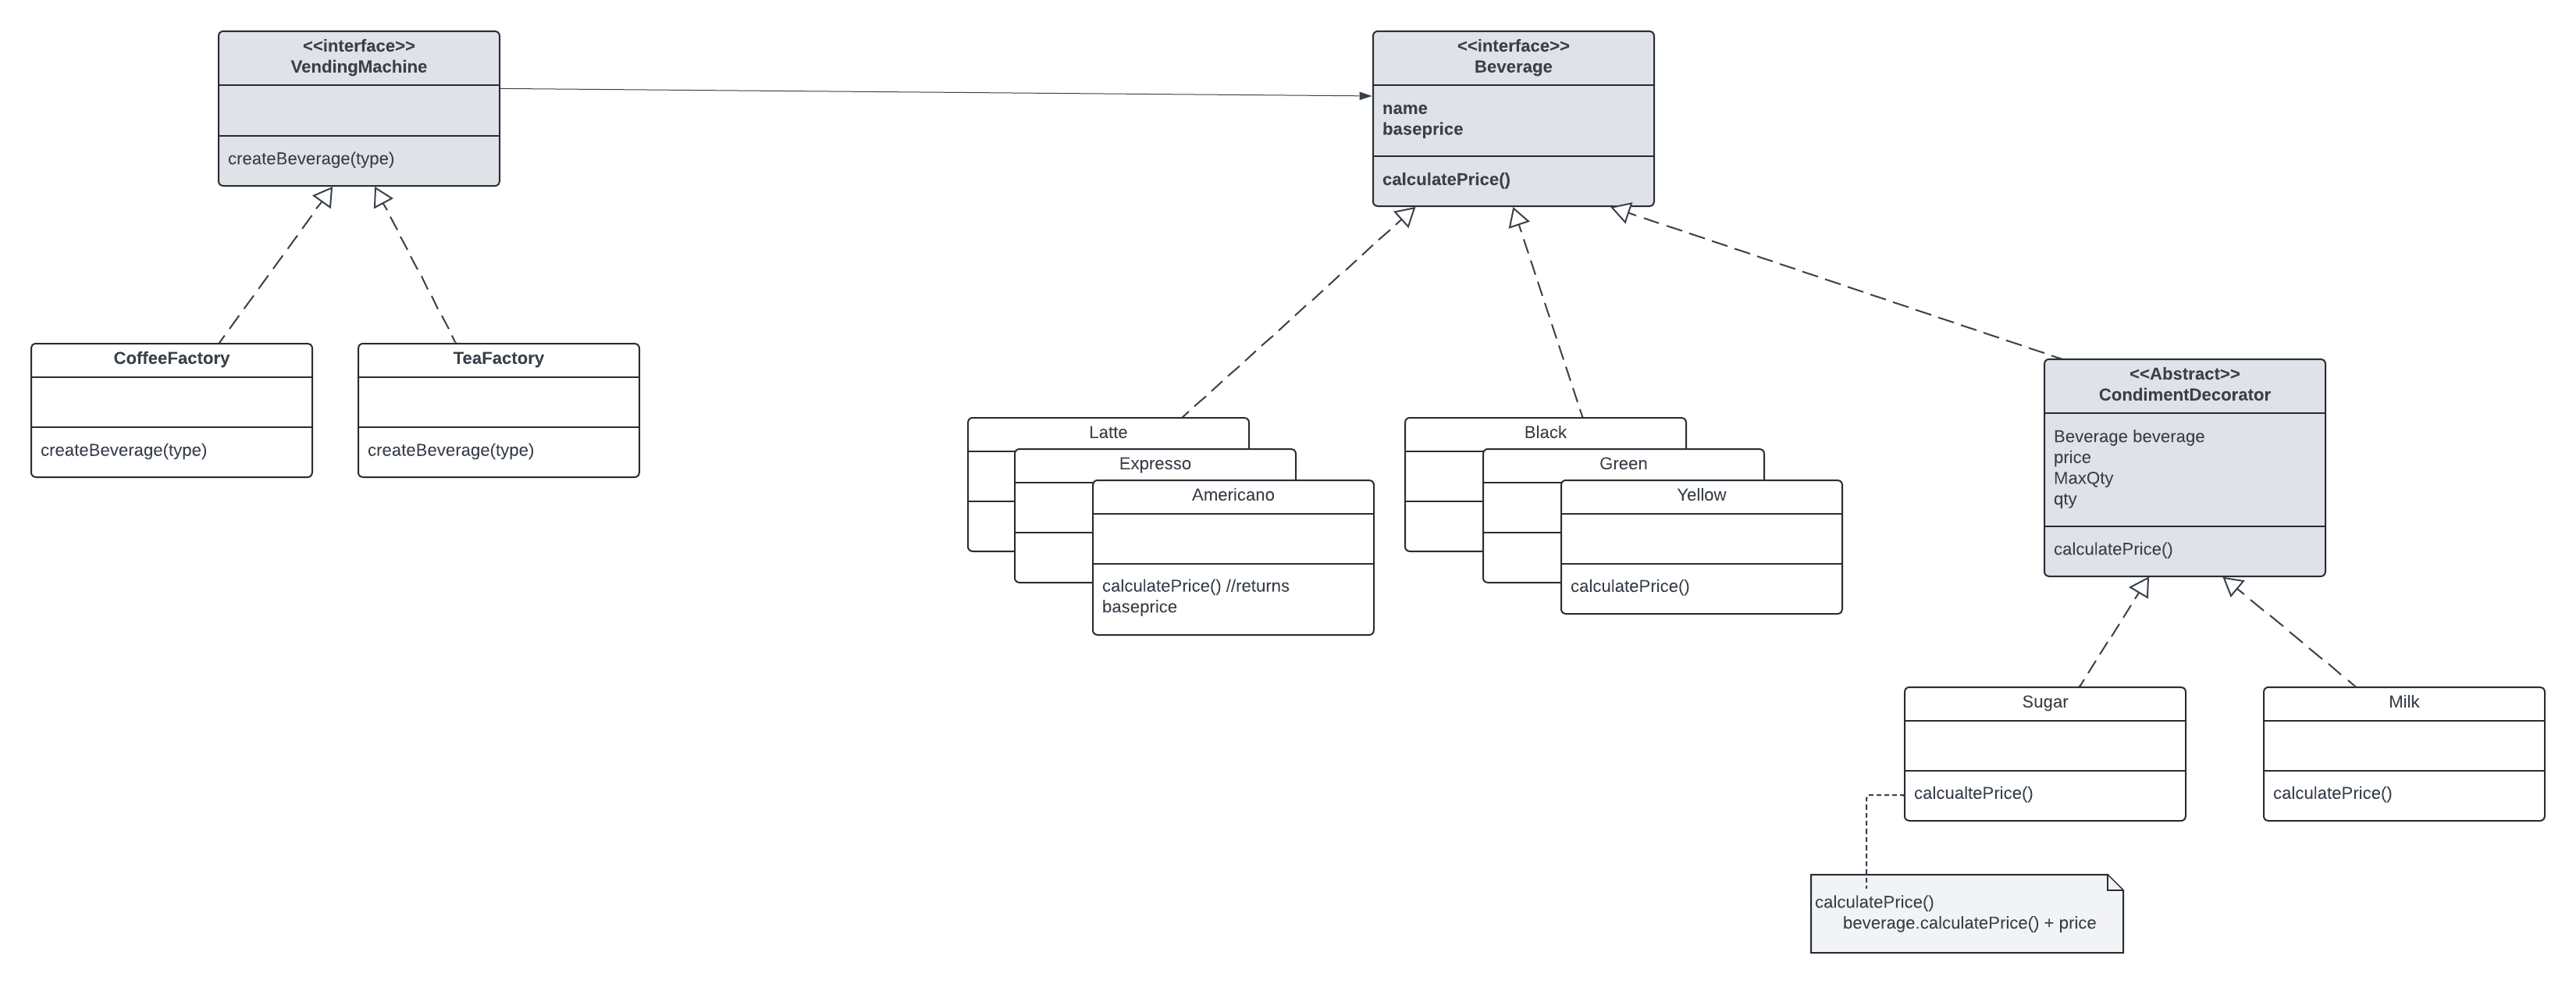 <<interface>>
VendingMachine
createBeverage(type)
<<interface>>
Beverage
name
baseprice
calculatePrice()
CoffeeFactory
createBeverage(type)
TeaFactory
createBeverage(type)
Latte
Expresso
Americano
calculatePrice() //returns
baseprice
Black
Green
Yellow
calculatePrice()
<<Abstract>>
CondimentDecorator
Beverage beverage
price
MaxQty
qty
calculatePrice()
Sugar
calcualtePrice()
Milk
calculatePrice()
calculatePrice()
beverage.calculatePrice() + price